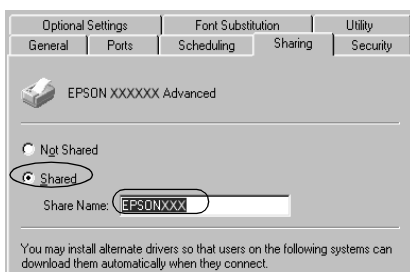 Optional Settings Font Substitution Utility
General Ports Scheduling Sharing Security
EPSON XXXXXX Advanced
Not Shared
Shared
Share Name: EPSONXXX
You may install alternate drivers so that users on the following systems can
download them automatically when they connect.